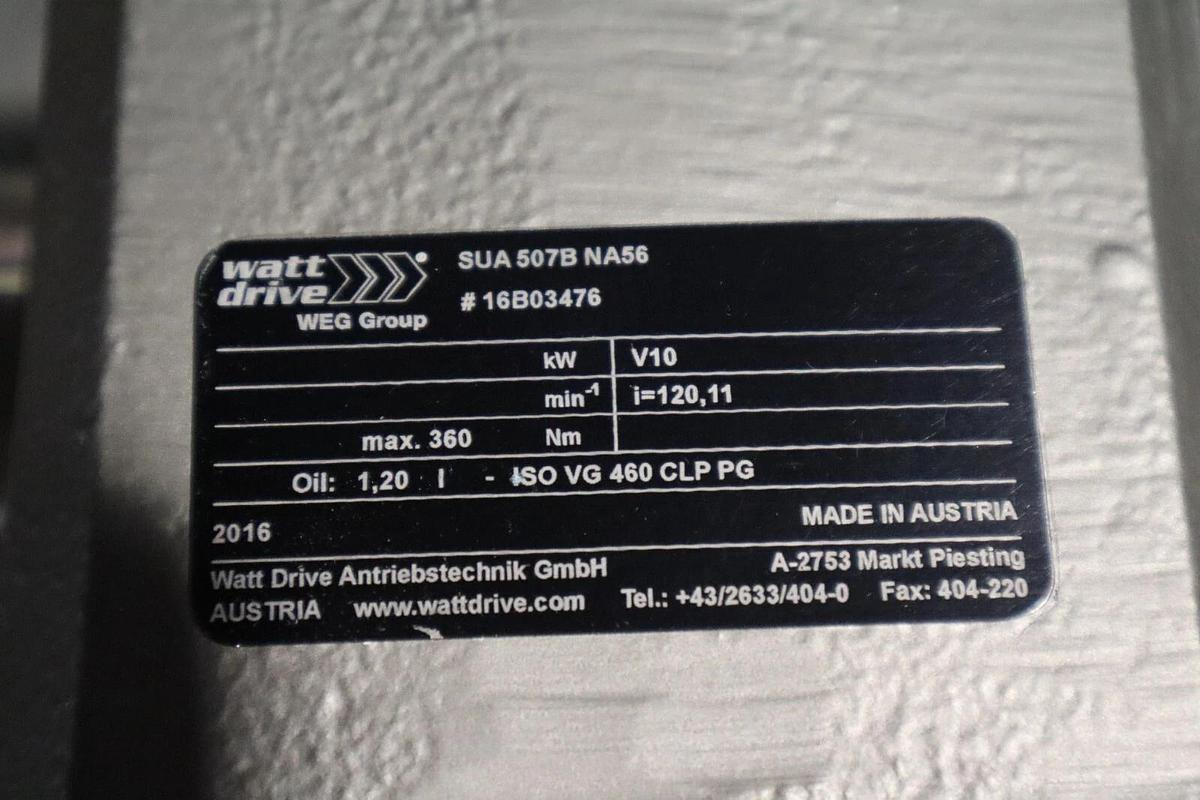 watt drive
WEG Group
SUA 507B NA56
# 16B03476
kW V10
min⁻¹ i=120,11
max. 360 Nm
Oil: 1,20 l - ISO VG 460 CLP PG
2016 MADE IN AUSTRIA
Watt Drive Antriebstechnik GmbH A-2753 Markt Piesting
AUSTRIA www.wattdrive.com Tel.: +43/2633/404-0 Fax: 404-220